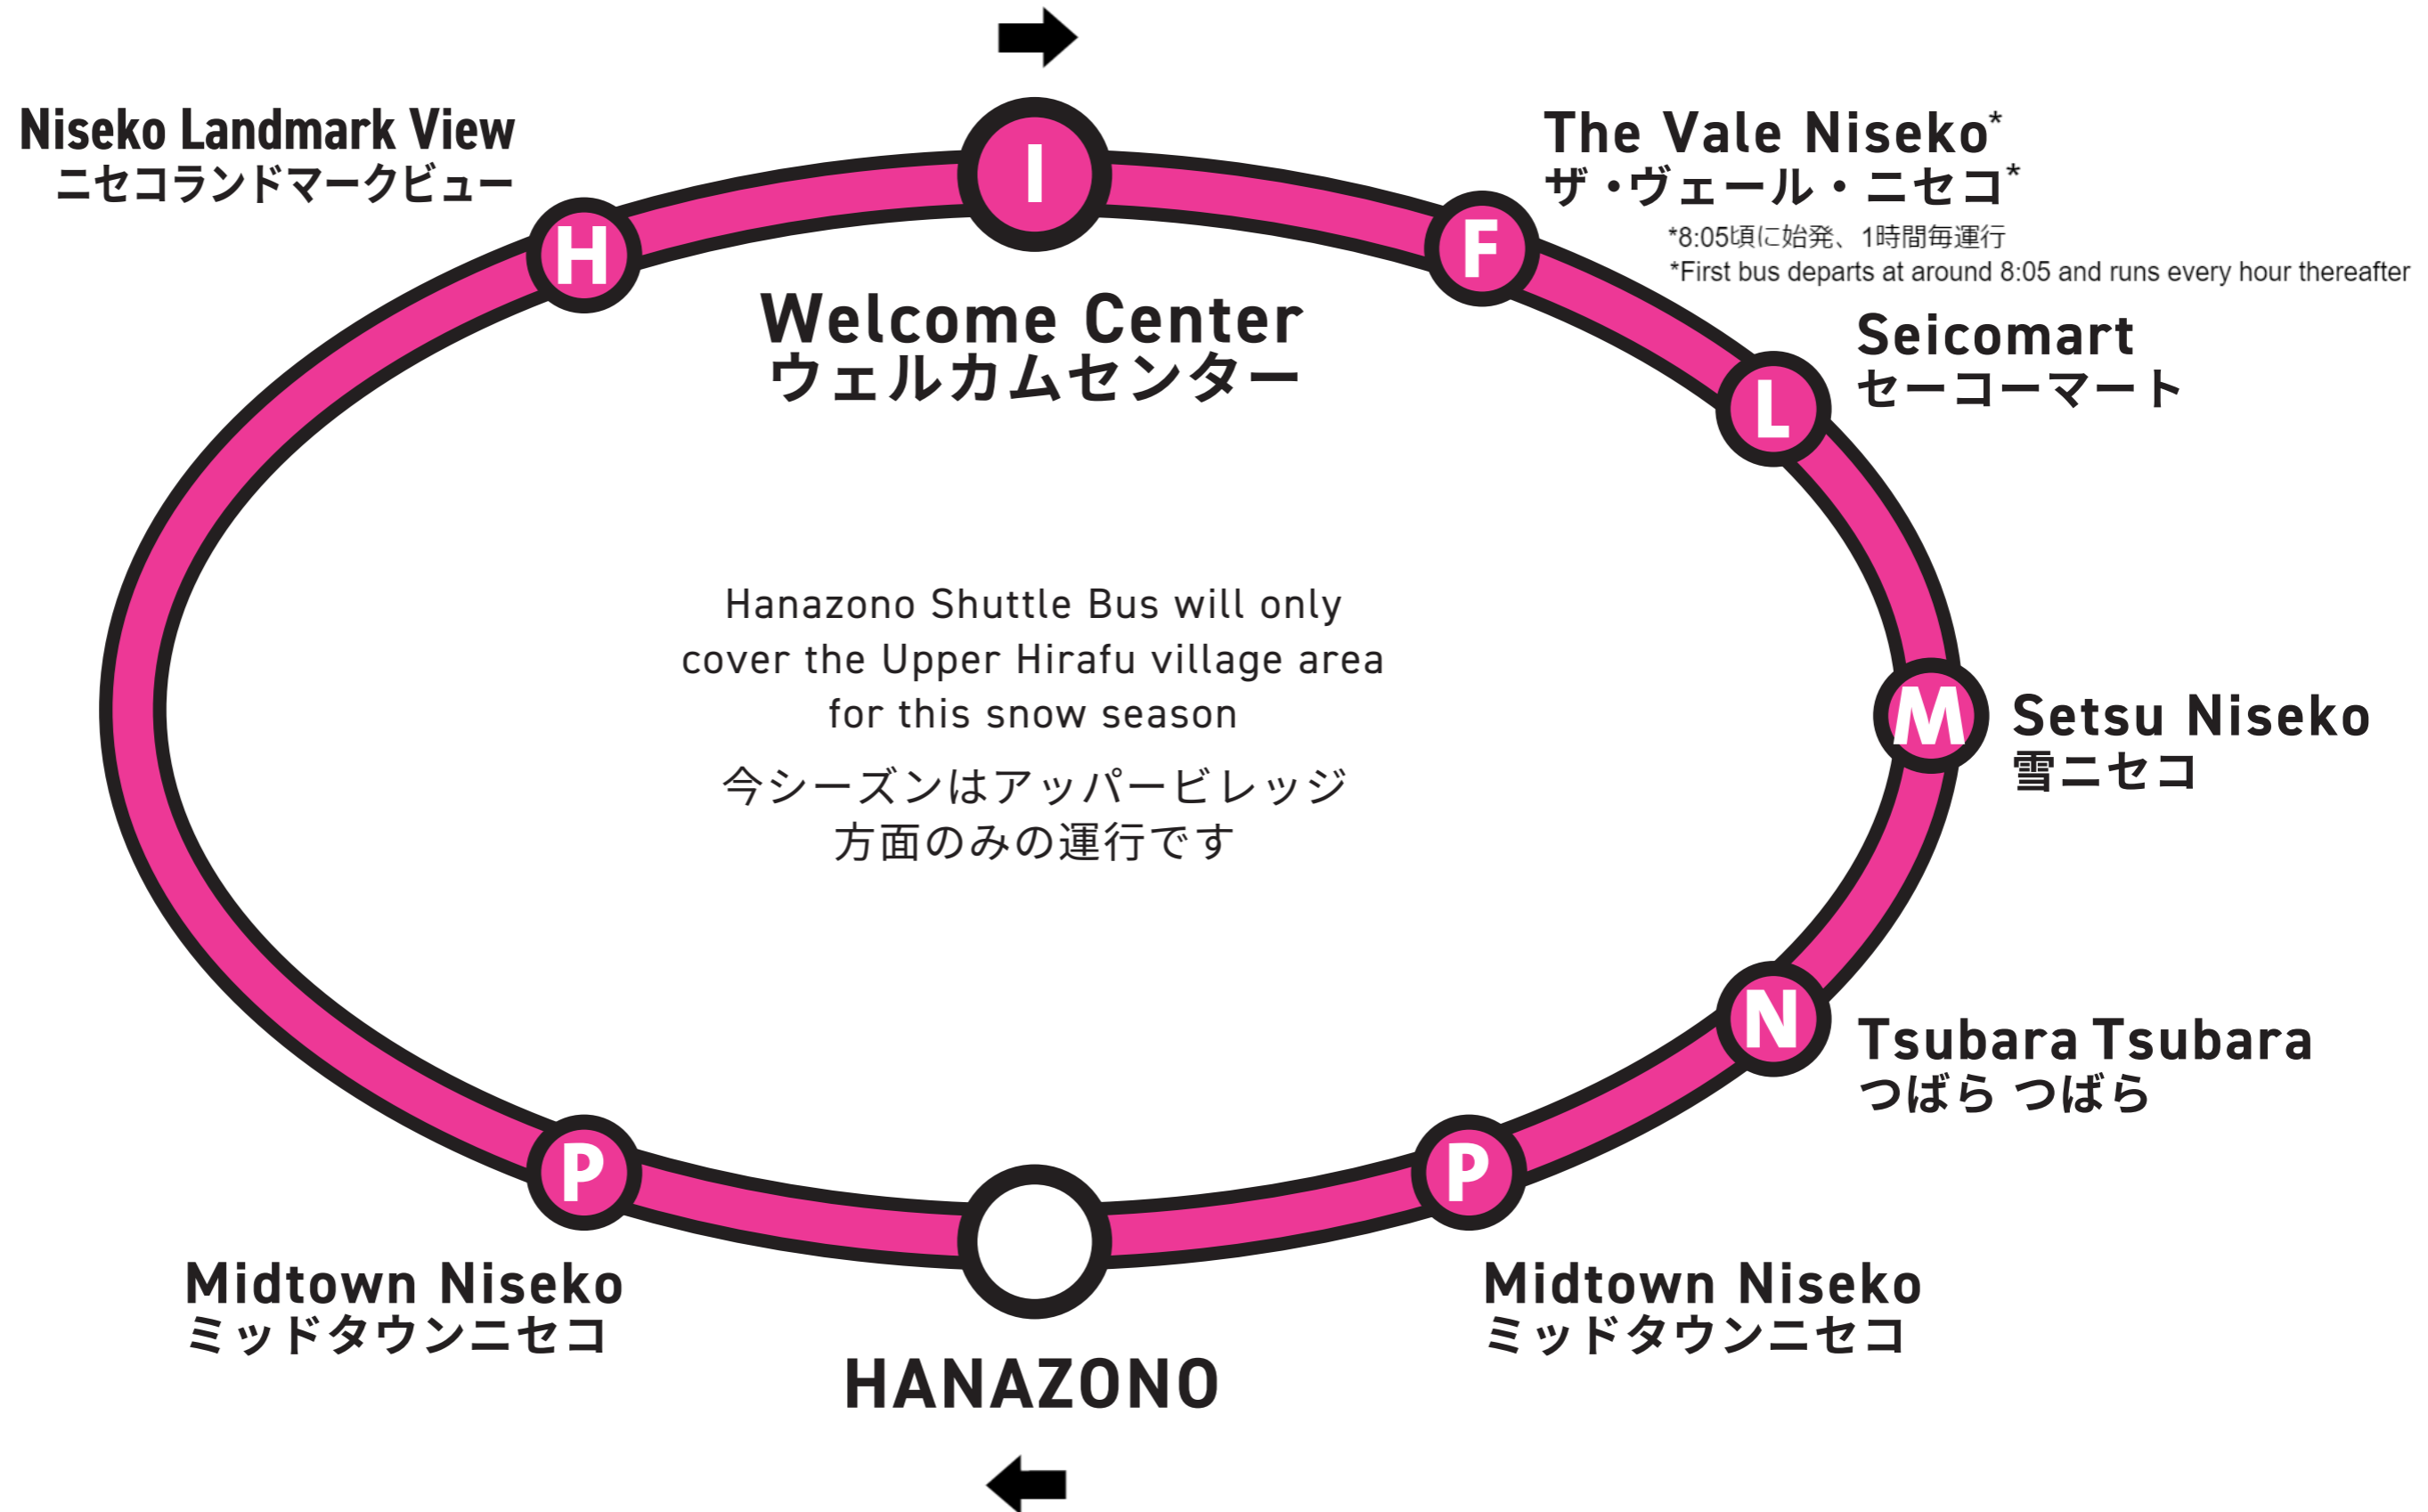 Niseko Landmark View
ニセコランドマークビュー
H
I
Welcome Center
ウェルカムセンター
F
The Vale Niseko*
ザ・ヴェール・ニセコ*
*8:05頃に始発、1時間毎運行
*First bus departs at around 8:05 and runs every hour thereafter
L
Seicomart
セーコーマート
Hanazono Shuttle Bus will only
cover the Upper Hirafu village area
for this snow season
今シーズンはアッパービレッジ
方面のみの運行です
M
Setsu Niseko
雪ニセコ
N
Tsubara Tsubara
つばら つばら
P
Midtown Niseko
ミッドタウンニセコ
HANAZONO
P
Midtown Niseko
ミッドタウンニセコ